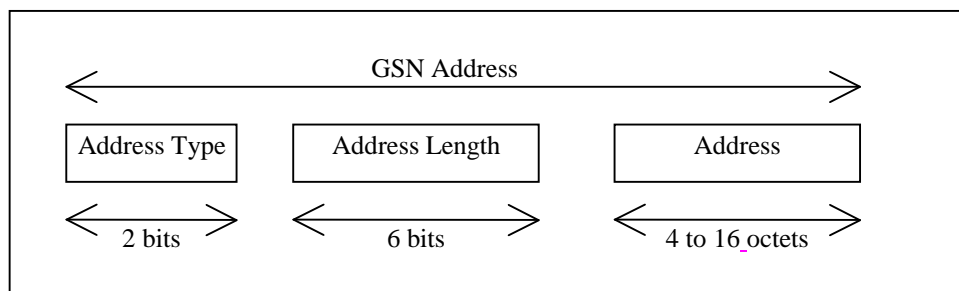 GSN Address
Address Type
Address Length
Address
2 bits
6 bits
4 to 16 octets